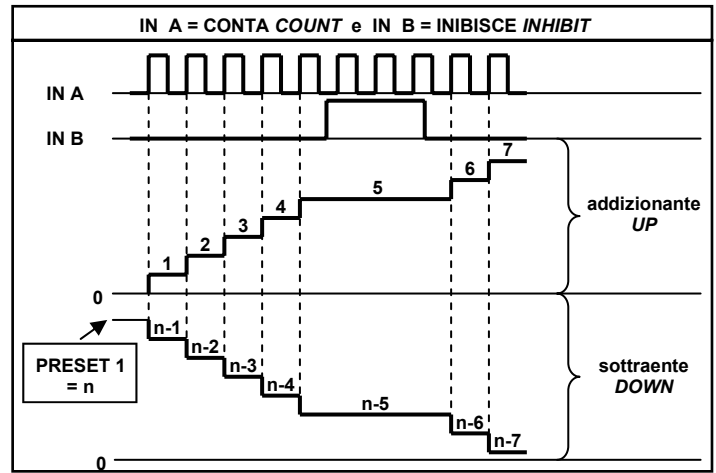 IN A = CONTA COUNT e IN B = INIBISCE INHIBIT
IN A
IN B
7
6
5
4
3
2
1
addizionante
UP
0
n-1
n-2
n-3
n-4
n-5
n-6
n-7
PRESET 1
= n
sottraente
DOWN
0